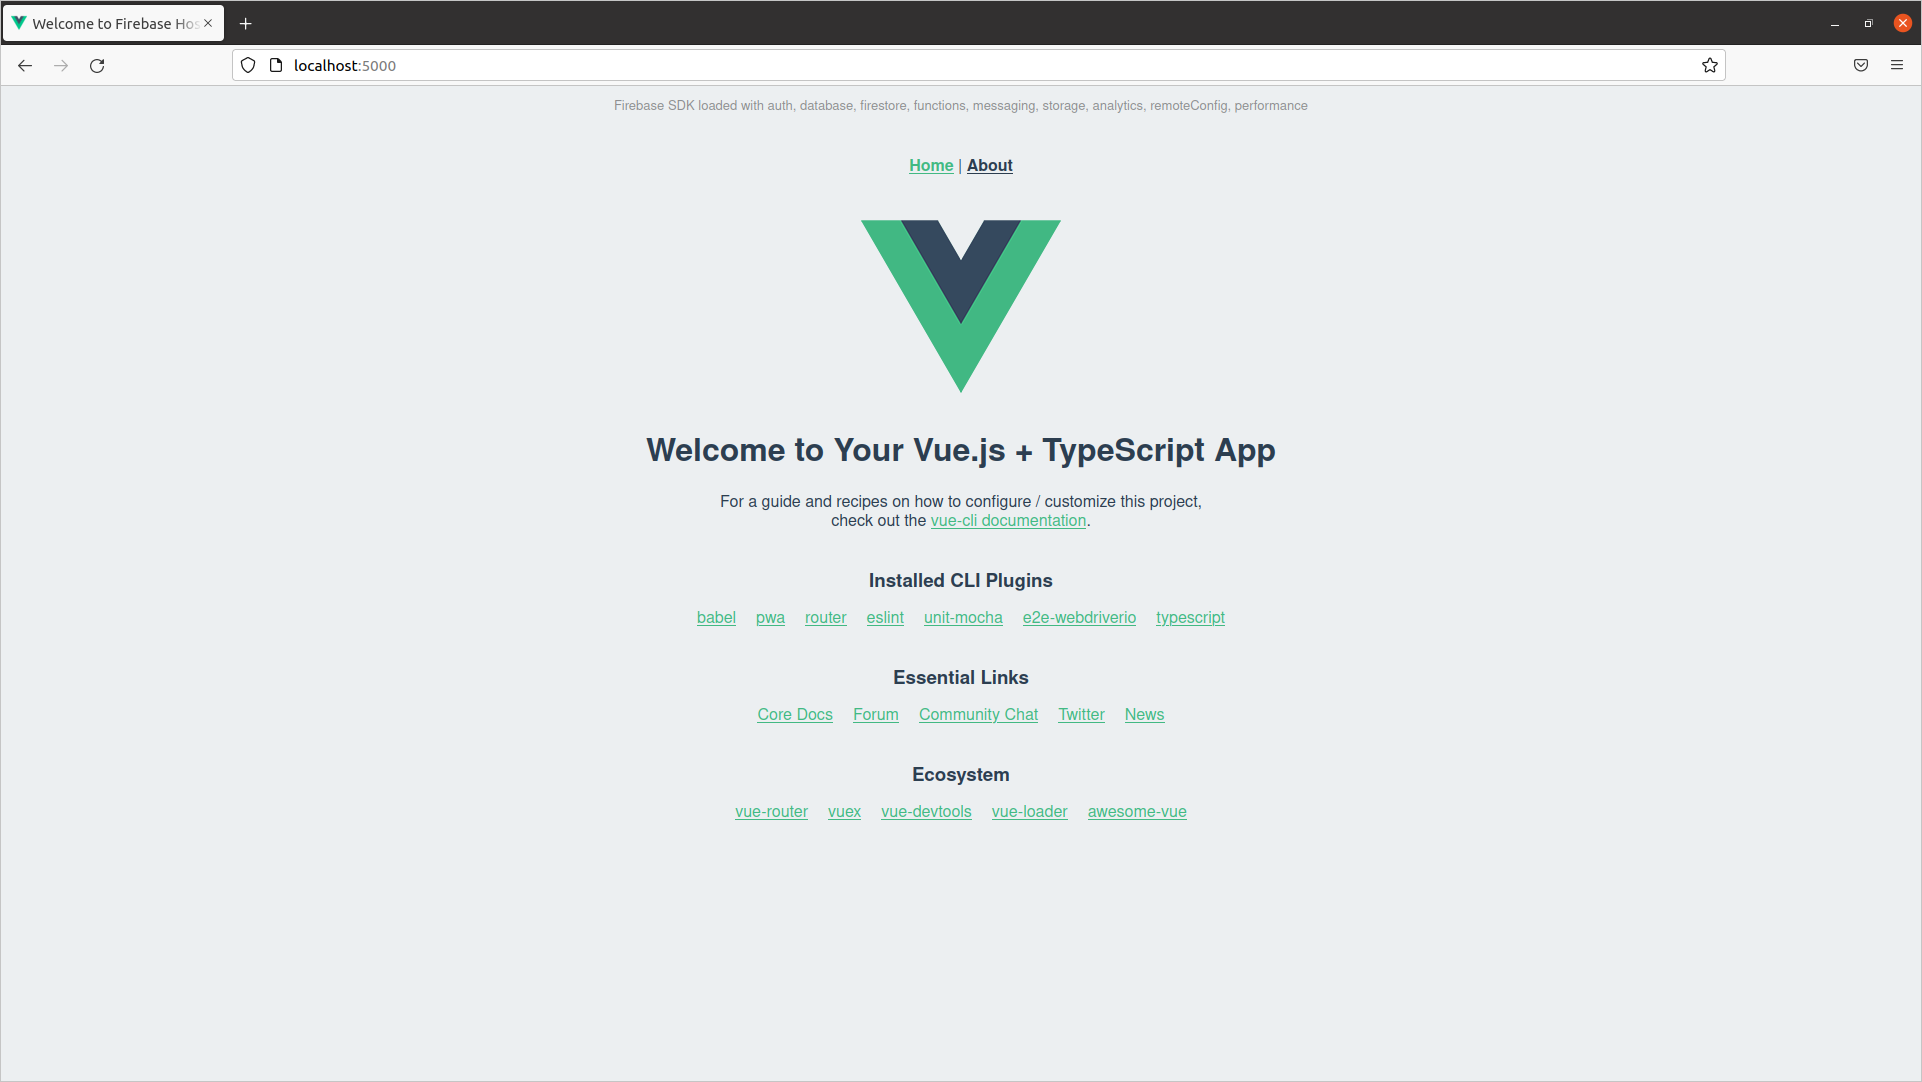 Welcome to Firebase Hos
localhost:5000
Firebase SDK loaded with auth, database, firestore, functions, messaging, storage, analytics, remoteConfig, performance
Home | About
Welcome to Your Vue.js + TypeScript App
For a guide and recipes on how to configure / customize this project,
check out the vue-cli documentation.
Installed CLI Plugins
babel pwa router eslint unit-mocha e2e-webdriverio typescript
Essential Links
Core Docs Forum Community Chat Twitter News
Ecosystem
vue-router vuex vue-devtools vue-loader awesome-vue